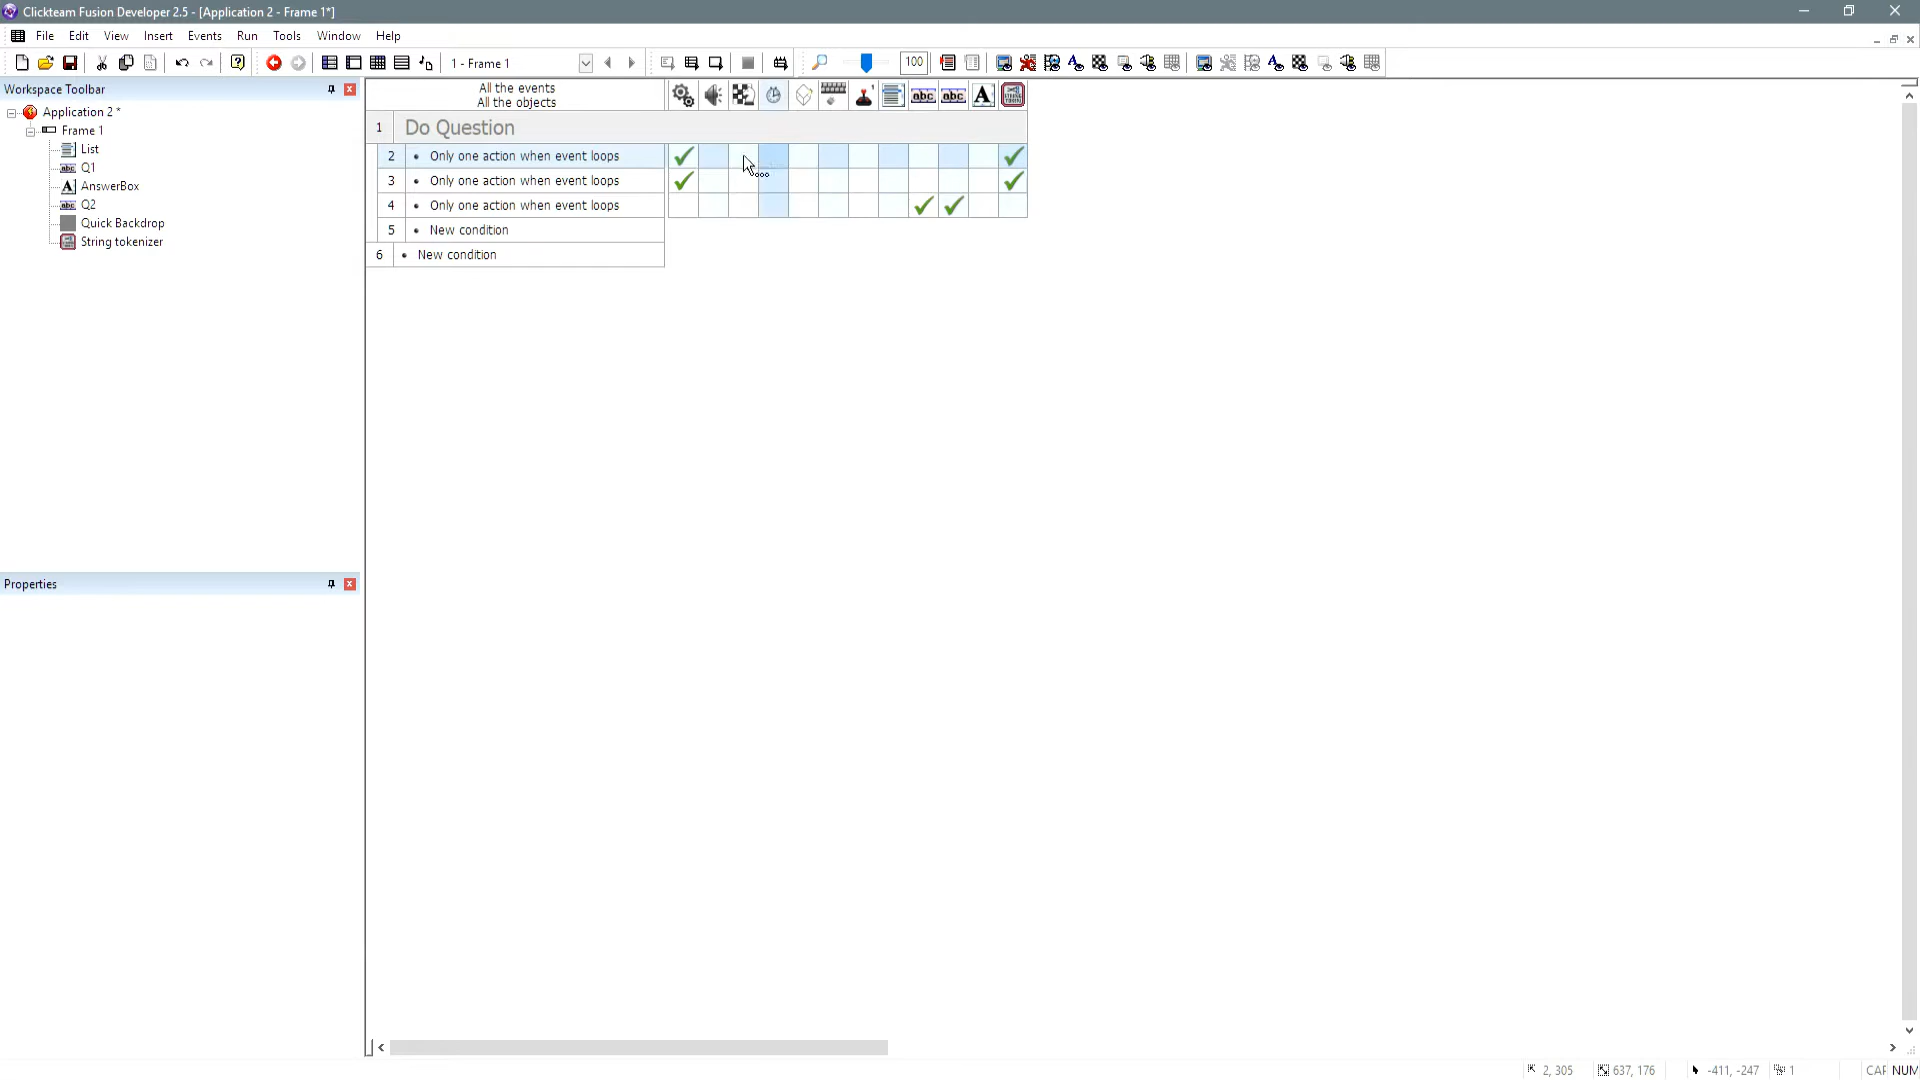 Clickteam Fusion Developer 2.5 - [Application 2 - Frame 1*]
File Edit View Insert Events Run Tools Window Help
1 - Frame 1
100
Workspace Toolbar
Application 2 *
Frame 1
List
Q1
AnswerBox
Q2
Quick Backdrop
String tokenizer
Properties
All the events
All the objects
abc abc A
1 Do Question
2 • Only one action when event loops
3 • Only one action when event loops
4 • Only one action when event loops
5 • New condition
6 • New condition
2, 305 637, 176 -411, -247 1 CAP NUM